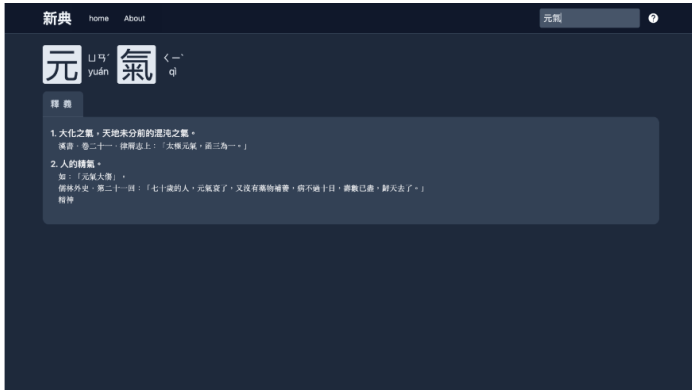 新典 home About 元氣
元 ㄩㄢˊ yuán 氣 ㄑㄧˋ qì
釋義
1. 大化之氣,天地未分前的混沌之氣。
漢書.卷二十一.律曆志上:「太極元氣,函三為一。」
2. 人的精氣。
如:「元氣大傷」,
儒林外史.第二十一回:「七十歲的人,元氣衰了,又沒有藥物補養,病不過十日,壽數已盡,歸天去了。」
精神